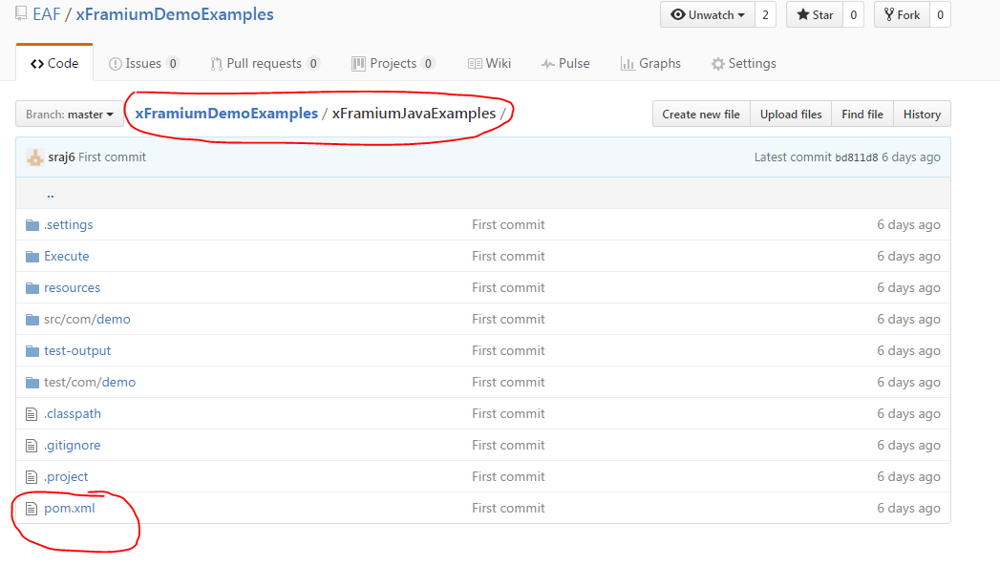 EAF / xFramiumDemoExamples Unwatch 2 Star 0 Fork 0
Code Issues 0 Pull requests 0 Projects 0 Wiki Pulse Graphs Settings
Branch: master xFramiumDemoExamples / xFramiumJavaExamples / Create new file Upload files Find file History
sraj6 First commit Latest commit bd811d8 6 days ago
..
.settings First commit 6 days ago
Execute First commit 6 days ago
resources First commit 6 days ago
src/com/demo First commit 6 days ago
test-output First commit 6 days ago
test/com/demo First commit 6 days ago
.classpath First commit 6 days ago
.gitignore First commit 6 days ago
.project First commit 6 days ago
pom.xml First commit 6 days ago